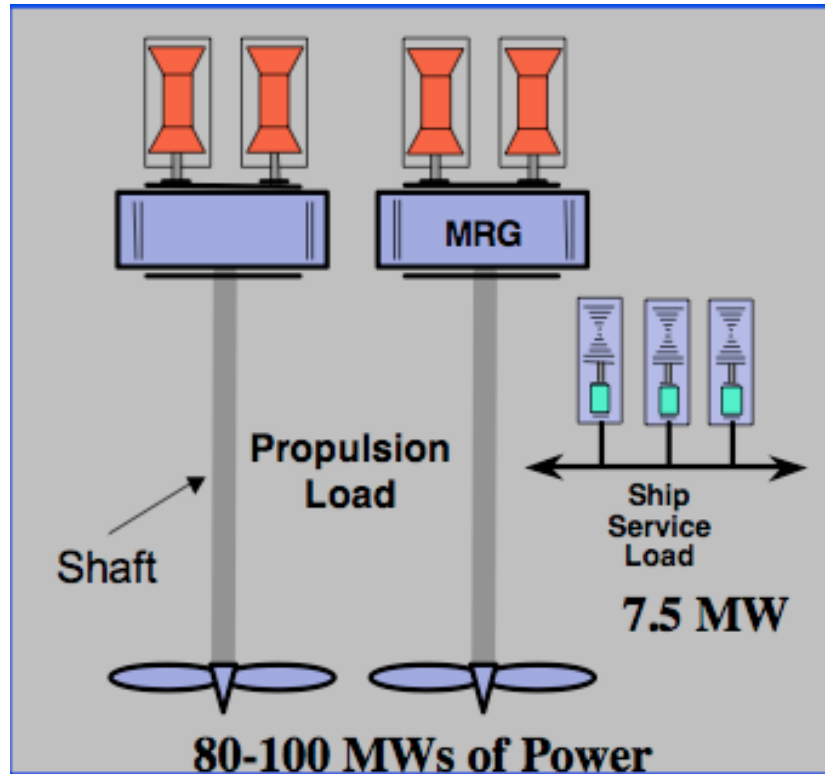 MRG
Propulsion
Load
Shaft
Ship
Service
Load
7.5 MW
80-100 MWs of Power